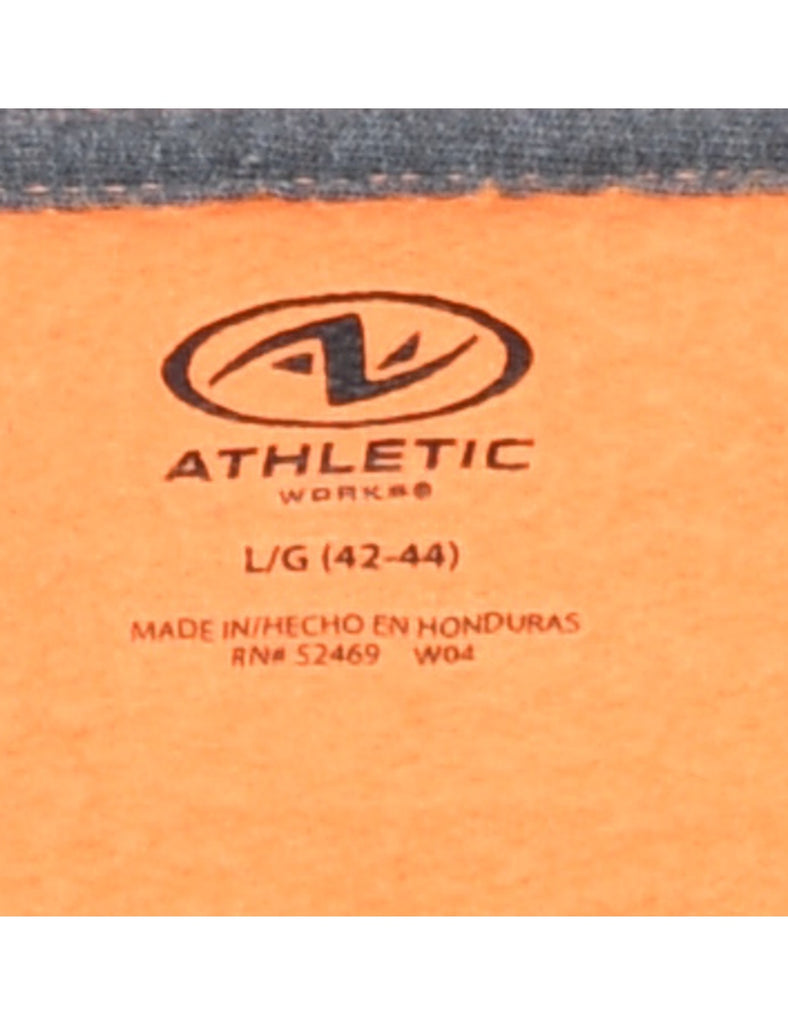 ATHLETIC
WORKS®
L/G (42-44)
MADE IN/HECHO EN HONDURAS
RN# 52469 W04